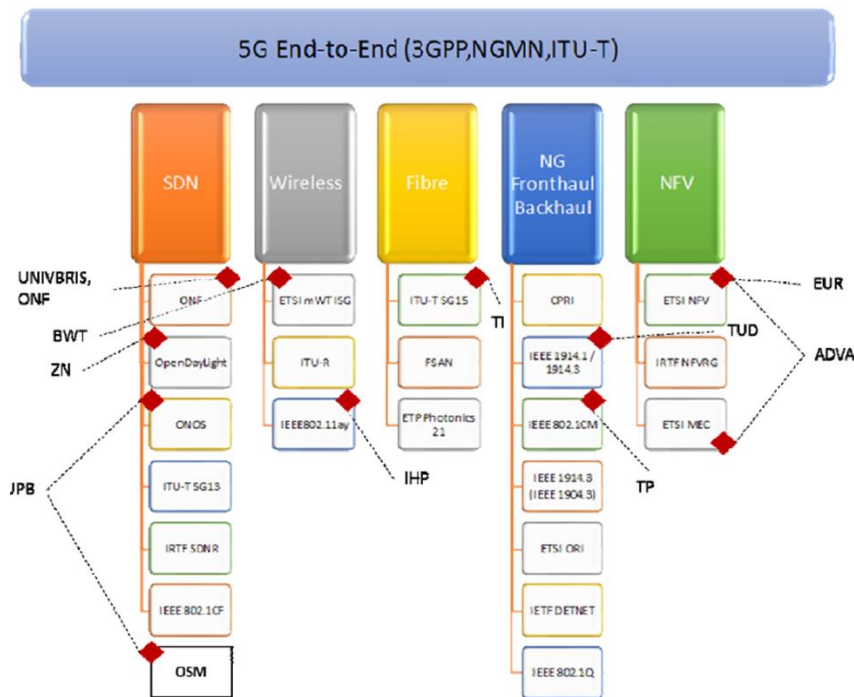 5G End-to-End (3GPP,NGMN,ITU-T)
SDN
Wireless
Fibre
NG
Fronthaul
Backhaul
NFV
UNIVBRIS,
ONF
BWT
ZN
JPB
ONF
OpenDayLight
ONOS
ITU-T SG13
IRTF SDNR
IEEE 802.1CF
OSM
ETSI mWT ISG
ITU-R
IEEE802.11ay
IHP
ITU-T SG15
FSAN
ETP Photonics
21
TI
CPRI
IEEE 1914.1 /
1914.3
IEEE 802.1CM
IEEE 1914.3
(IEEE 1904.3)
ETSI ORI
IETF DETNET
IEEE 802.1Q
TUD
TP
ETSI NFV
IRTF NFVRG
ETSI MEC
EUR
ADVA